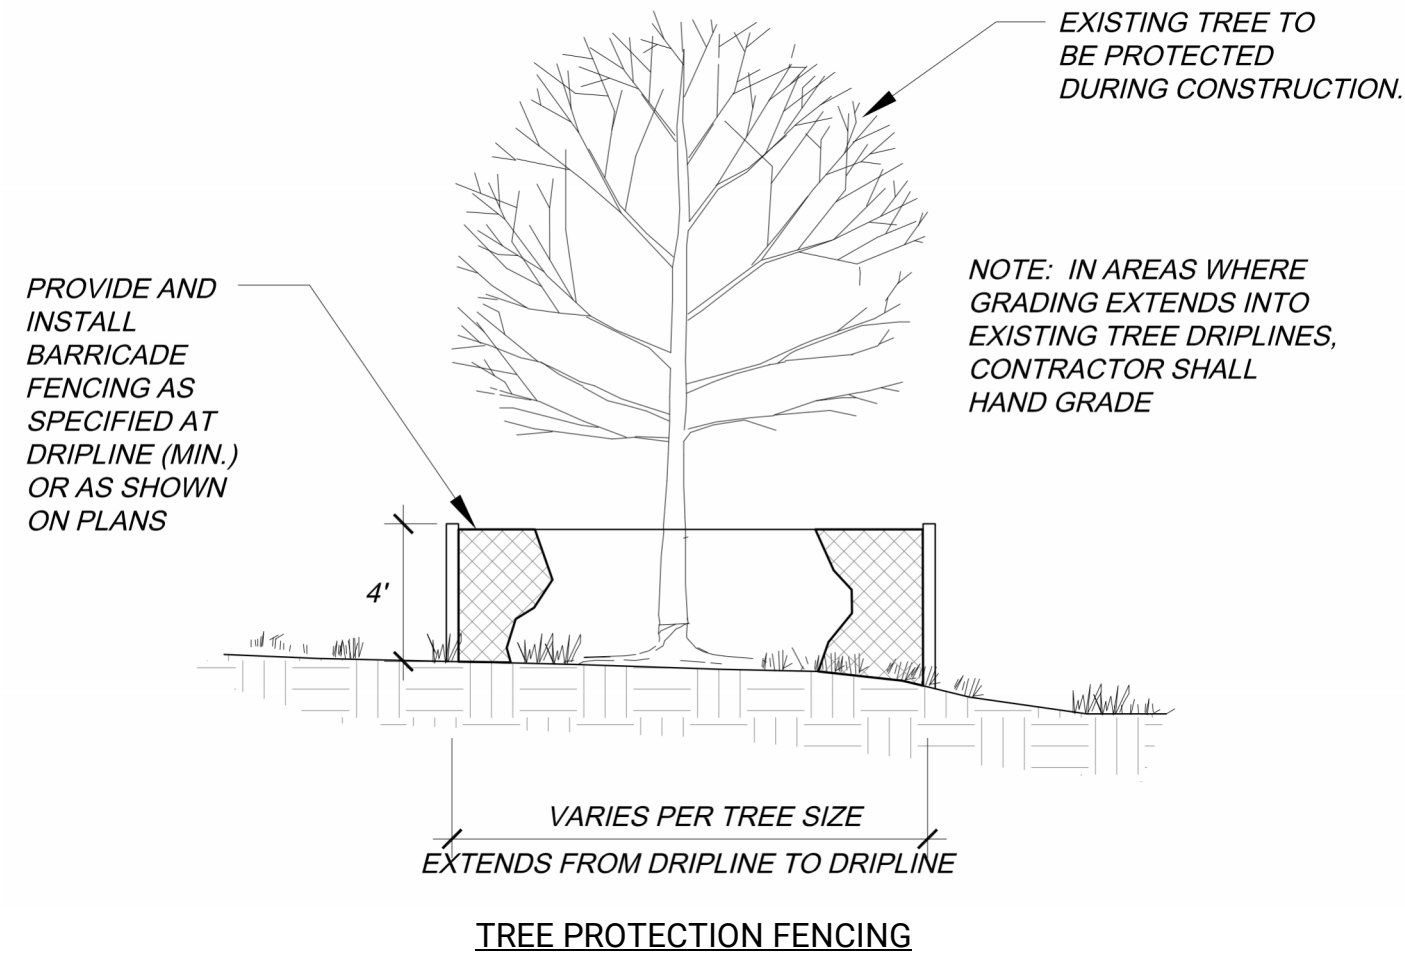 EXISTING TREE TO
BE PROTECTED
DURING CONSTRUCTION.
NOTE: IN AREAS WHERE
GRADING EXTENDS INTO
EXISTING TREE DRIPLINES,
CONTRACTOR SHALL
HAND GRADE
PROVIDE AND
INSTALL
BARRICADE
FENCING AS
SPECIFIED AT
DRIPLINE (MIN.)
OR AS SHOWN
ON PLANS
4'
VARIES PER TREE SIZE
EXTENDS FROM DRIPLINE TO DRIPLINE
TREE PROTECTION FENCING